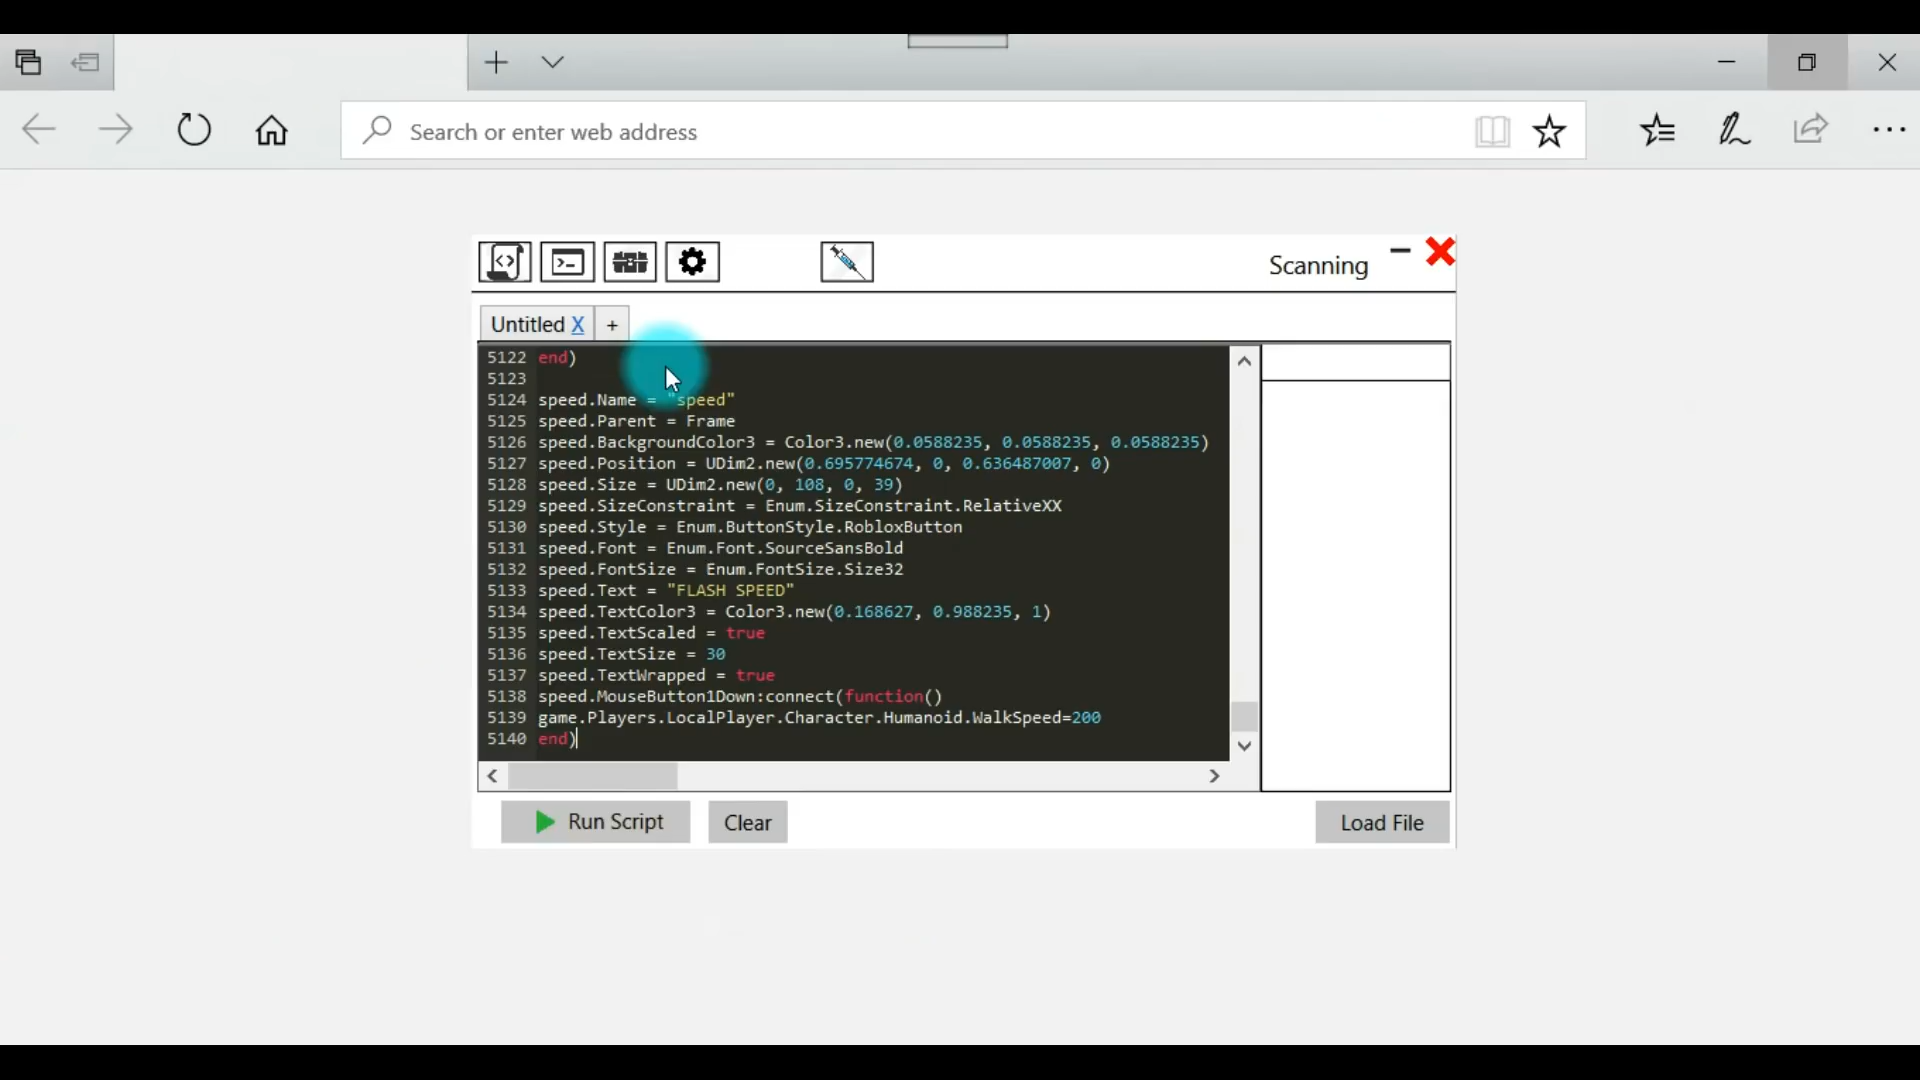 Search or enter web address
Scanning
Untitled X +
5122 end)
5123
5124 speed.Name = "speed"
5125 speed.Parent = Frame
5126 speed.BackgroundColor3 = Color3.new(0.0588235, 0.0588235, 0.0588235)
5127 speed.Position = UDim2.new(0.695774674, 0, 0.636487007, 0)
5128 speed.Size = UDim2.new(0, 108, 0, 39)
5129 speed.SizeConstraint = Enum.SizeConstraint.RelativeXX
5130 speed.Style = Enum.ButtonStyle.RobloxButton
5131 speed.Font = Enum.Font.SourceSansBold
5132 speed.FontSize = Enum.FontSize.Size32
5133 speed.Text = "FLASH SPEED"
5134 speed.TextColor3 = Color3.new(0.168627, 0.988235, 1)
5135 speed.TextScaled = true
5136 speed.TextSize = 30
5137 speed.TextWrapped = true
5138 speed.MouseButton1Down:connect(function()
5139 game.Players.LocalPlayer.Character.Humanoid.WalkSpeed=200
5140 end)
Run Script
Clear
Load File